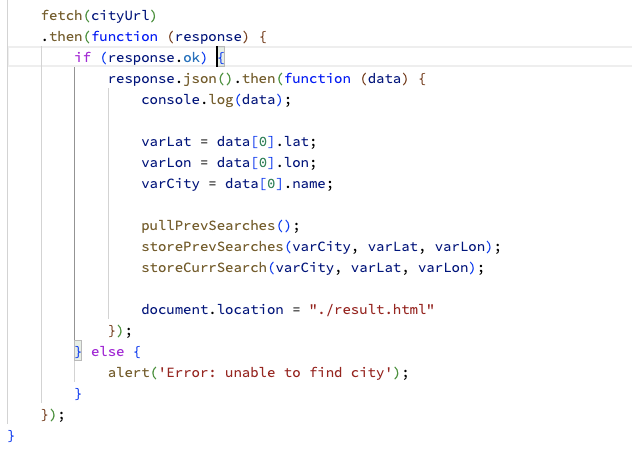 fetch(cityUrl)
.then(function (response) {
if (response.ok) {
response.json().then(function (data) {
console.log(data);
varLat = data[0].lat;
varLon = data[0].lon;
varCity = data[0].name;
pullPrevSearches();
storePrevSearches(varCity, varLat, varLon);
storeCurrSearch(varCity, varLat, varLon);
document.location = "./result.html"
});
} else {
alert('Error: unable to find city');
}
});
}